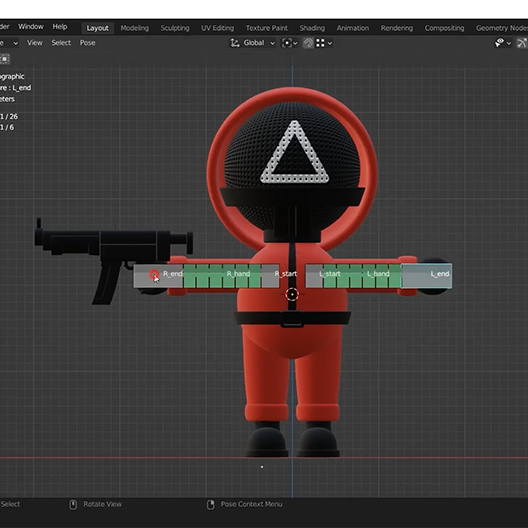 der Window Help Layout Modeling Sculpting UV Editing Texture Paint Shading Animation Rendering Compositing Geometry Nodes
e View Select Pose Global
ographic
re : L_end
eters
1 / 26
1 / 6
R_end R_hand R_start L_start L_hand L_end
Select Rotate View Pose Context Menu